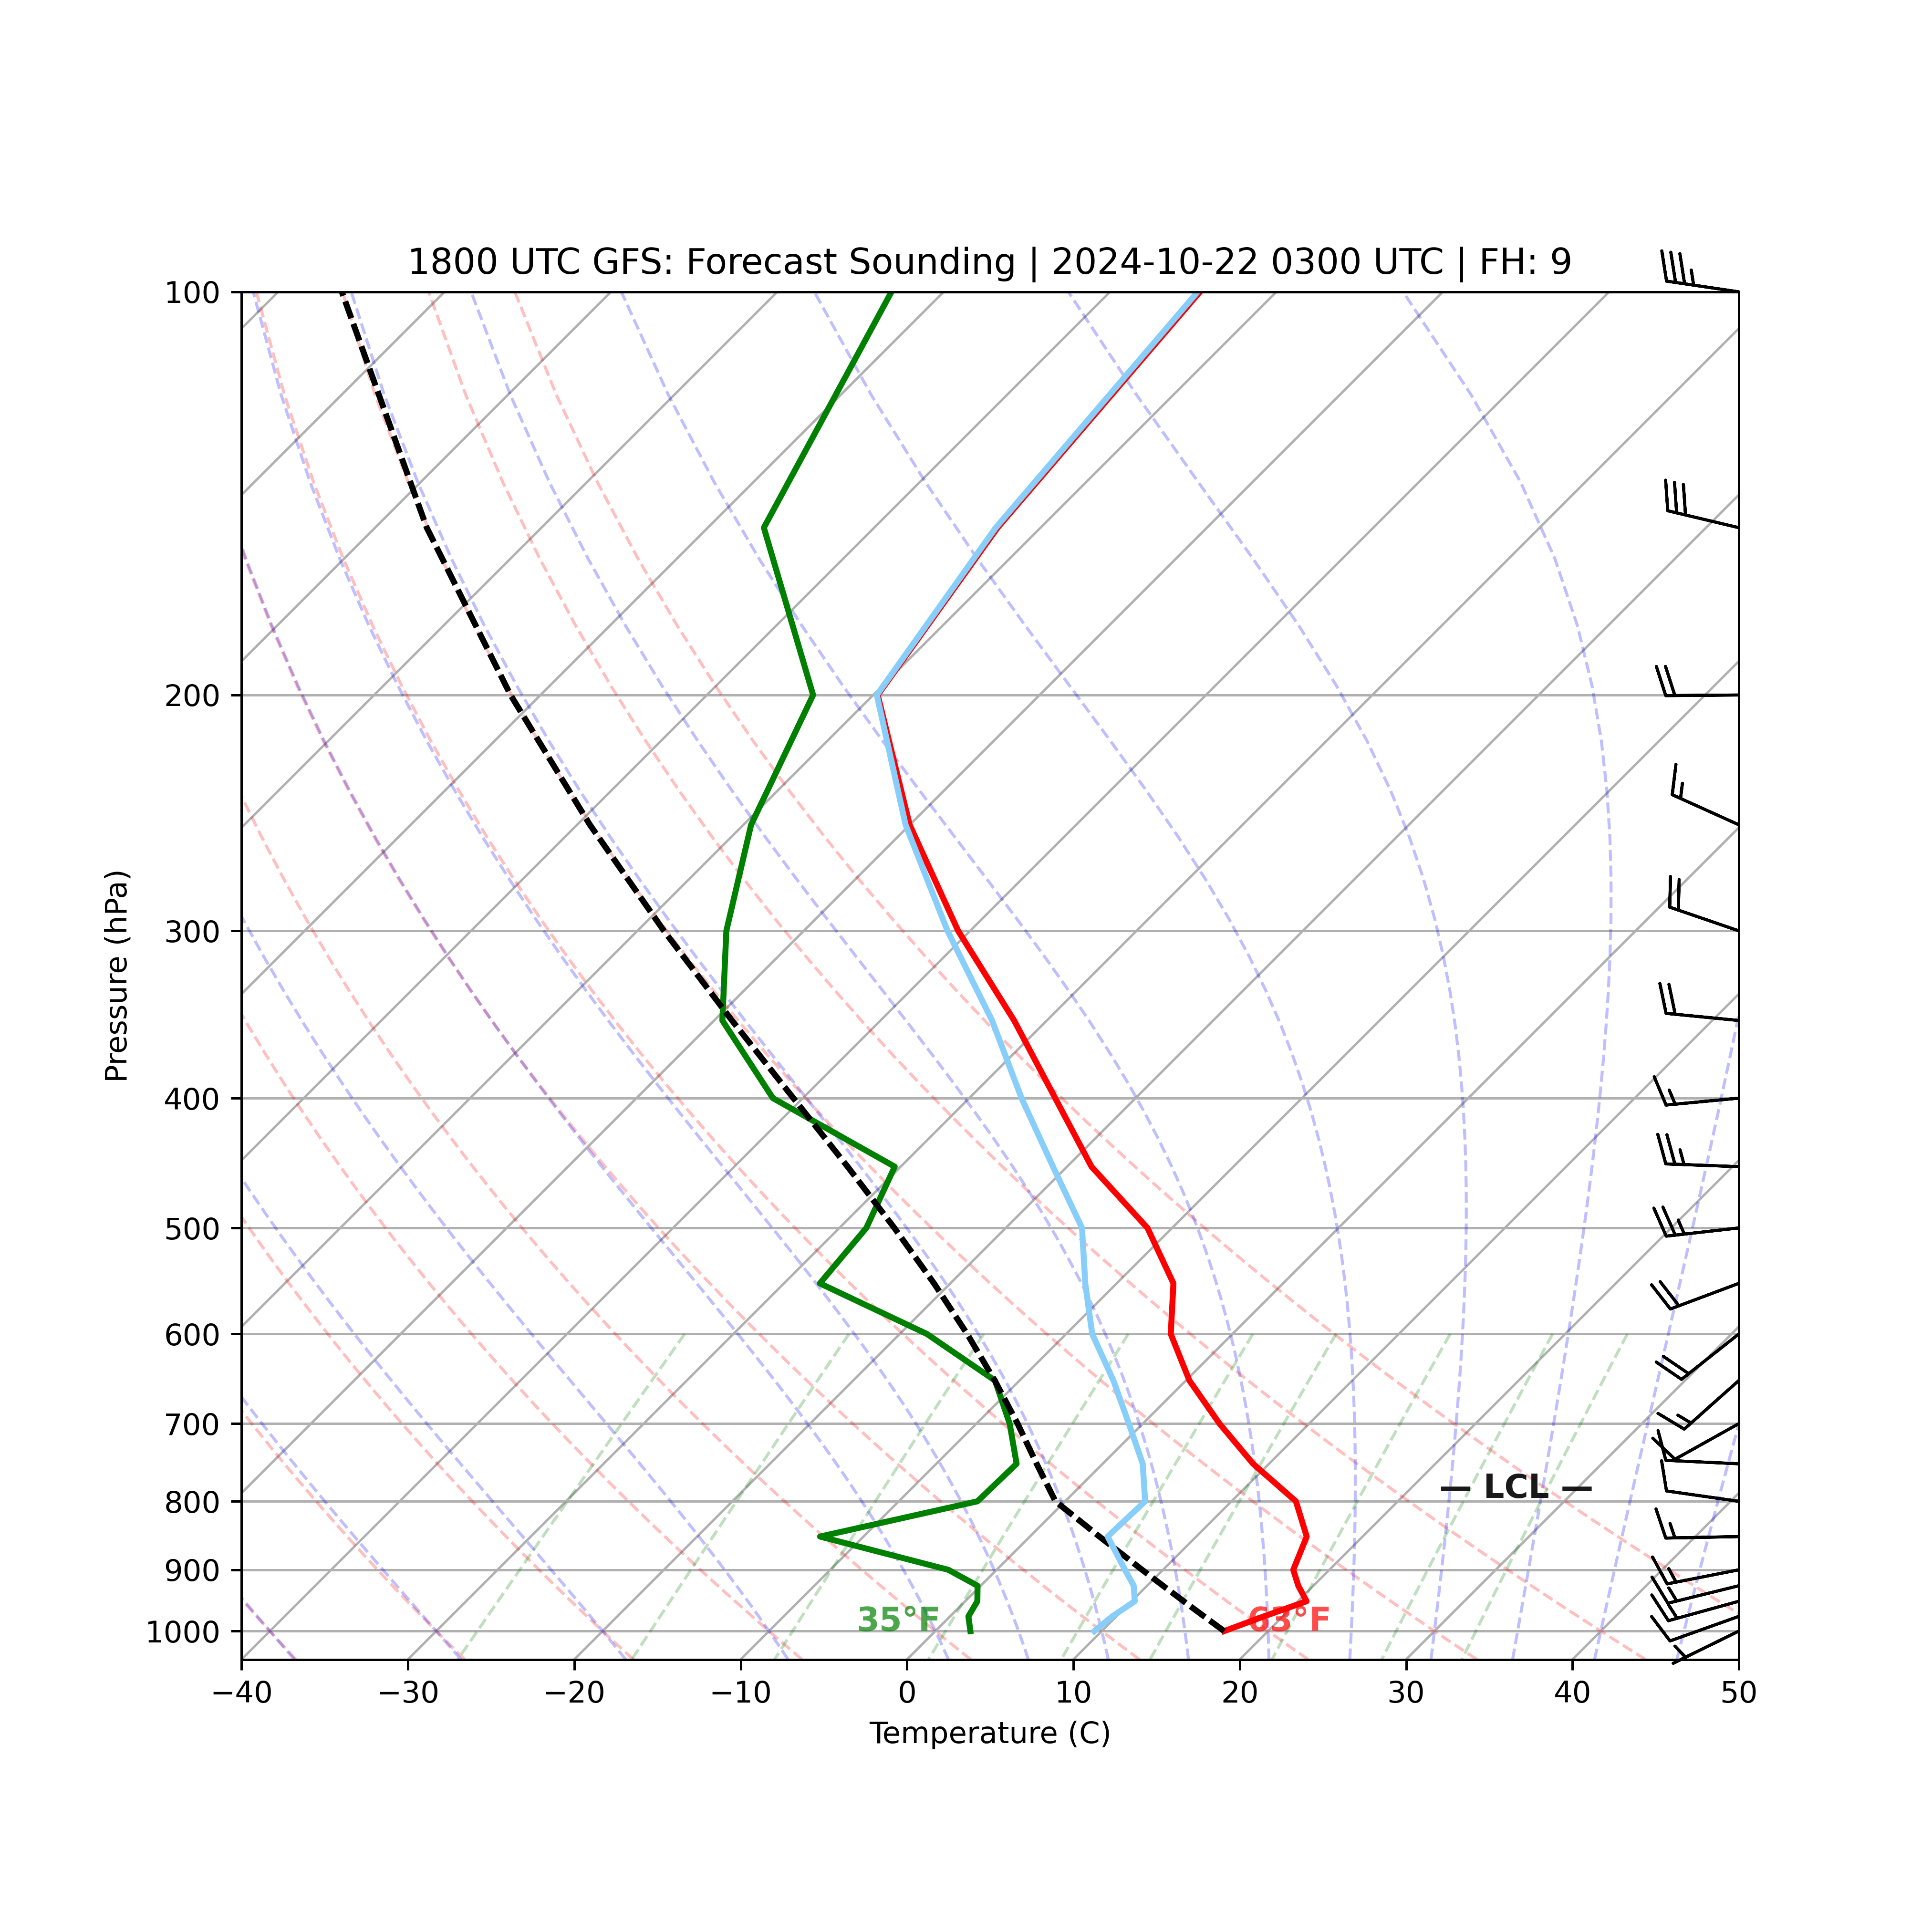 1800 UTC GFS: Forecast Sounding | 2024-10-22 0300 UTC | FH: 9
100
200
300
400
500
600
700
800
900
1000
Pressure (hPa)
— LCL —
35°F
63°F
−40 −30 −20 −10 0 10 20 30 40 50
Temperature (C)